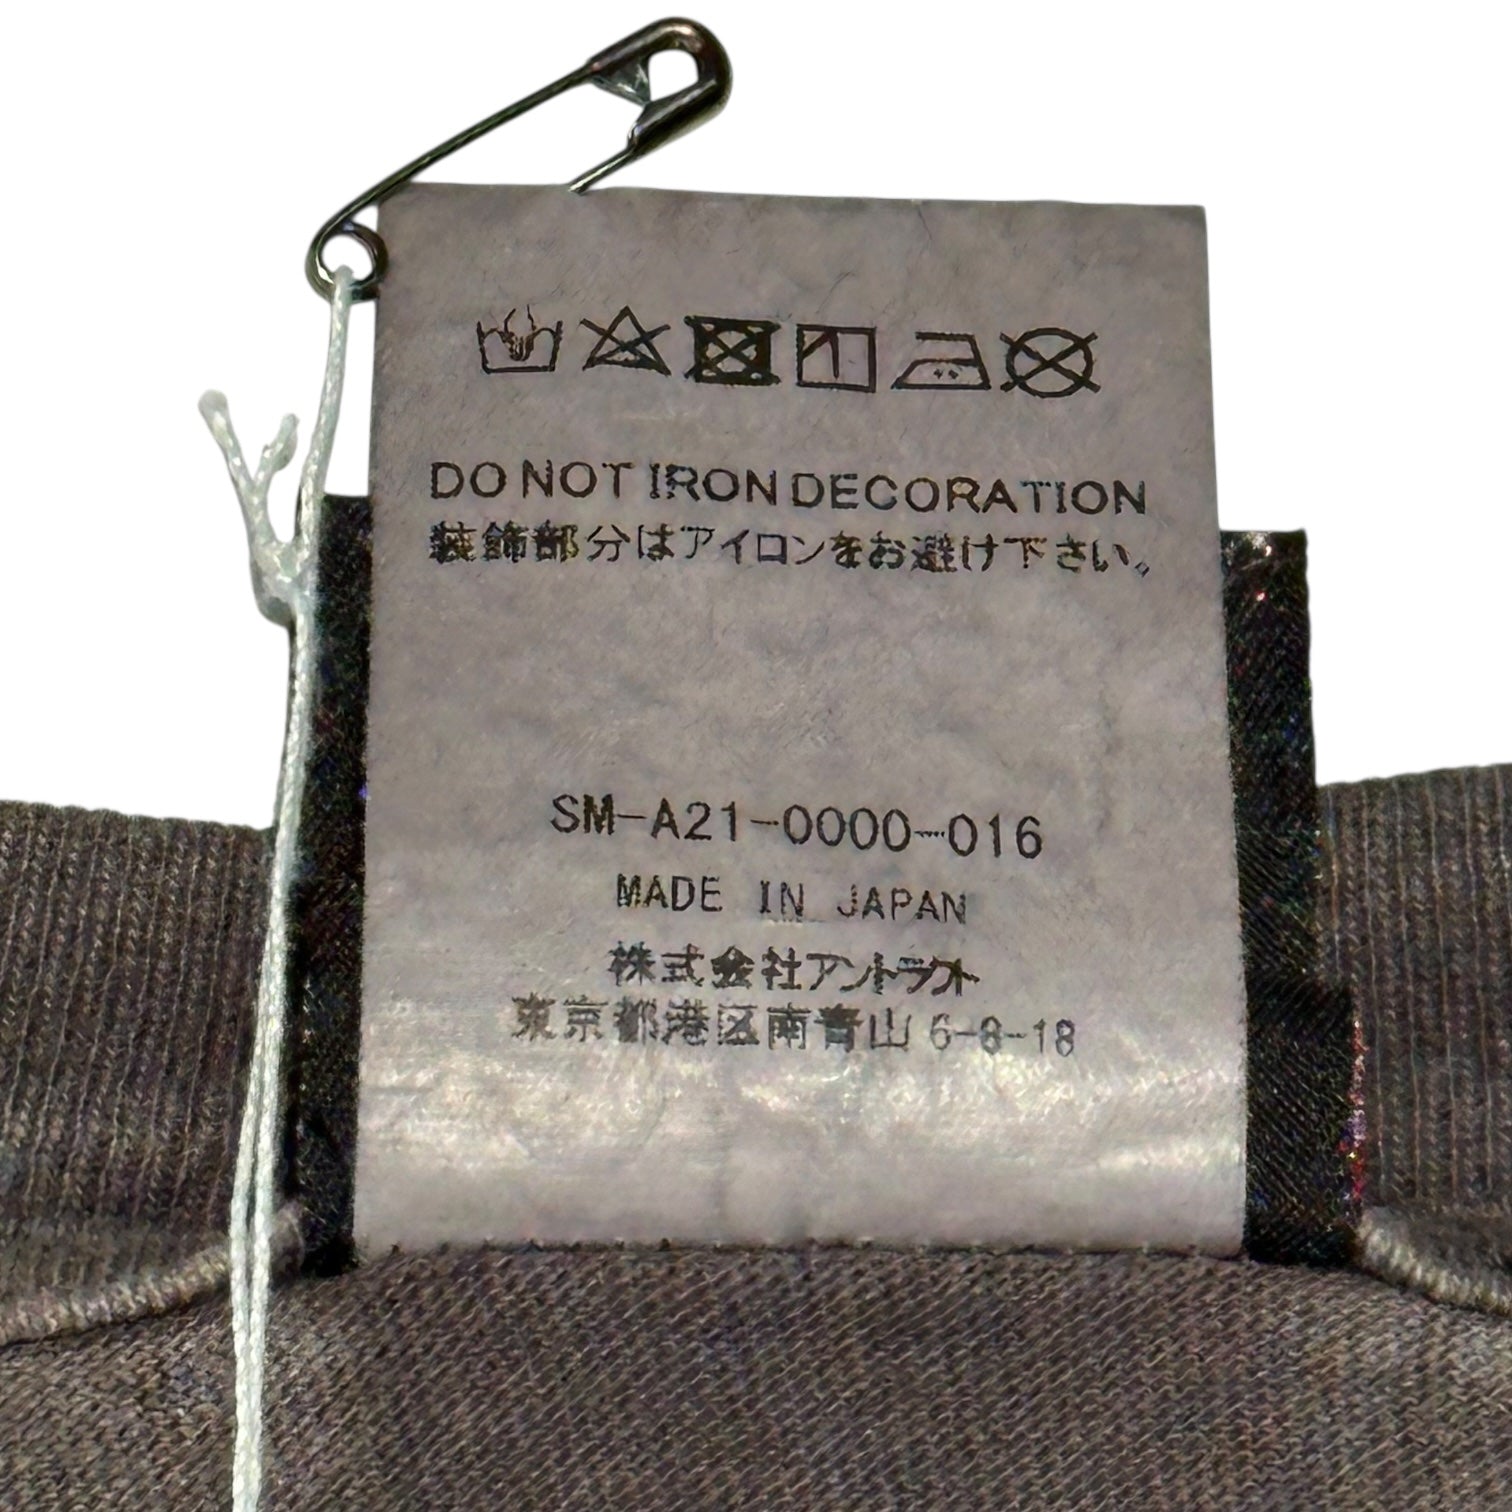 DO NOT IRON DECORATION
装飾部分はアイロンをお避け下さい。
SM-A21-0000-016
MADE IN JAPAN
株式会社アントラクト
東京都港区南青山 6-8-18